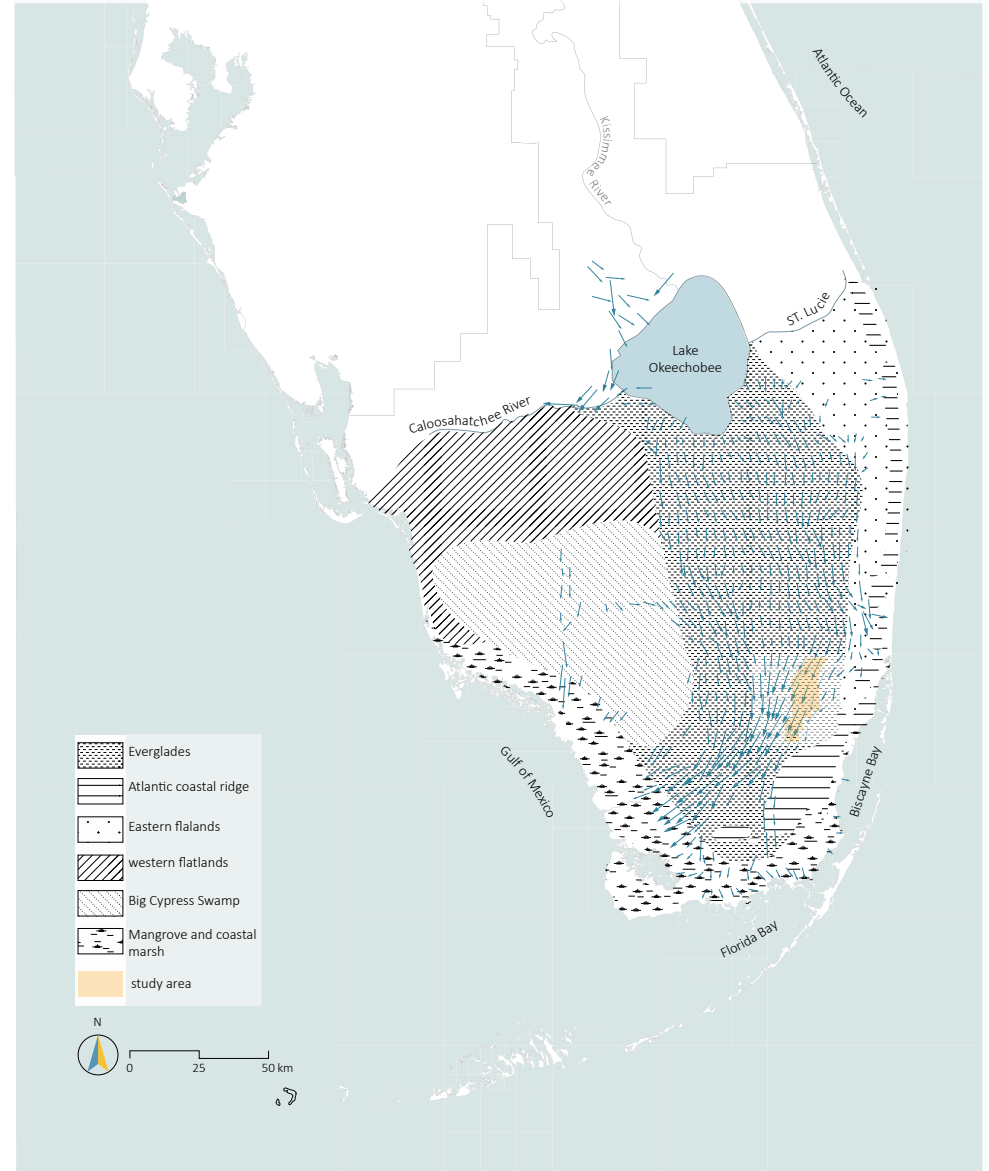 Atlantic Ocean
Kissimmee River
ST. Lucie
Lake
Okeechobee
Caloosahatchee River
Gulf of Mexico
Biscayne Bay
Florida Bay
Everglades
Atlantic coastal ridge
Eastern flalands
western flatlands
Big Cypress Swamp
Mangrove and coastal
marsh
study area
N
0 25 50 km